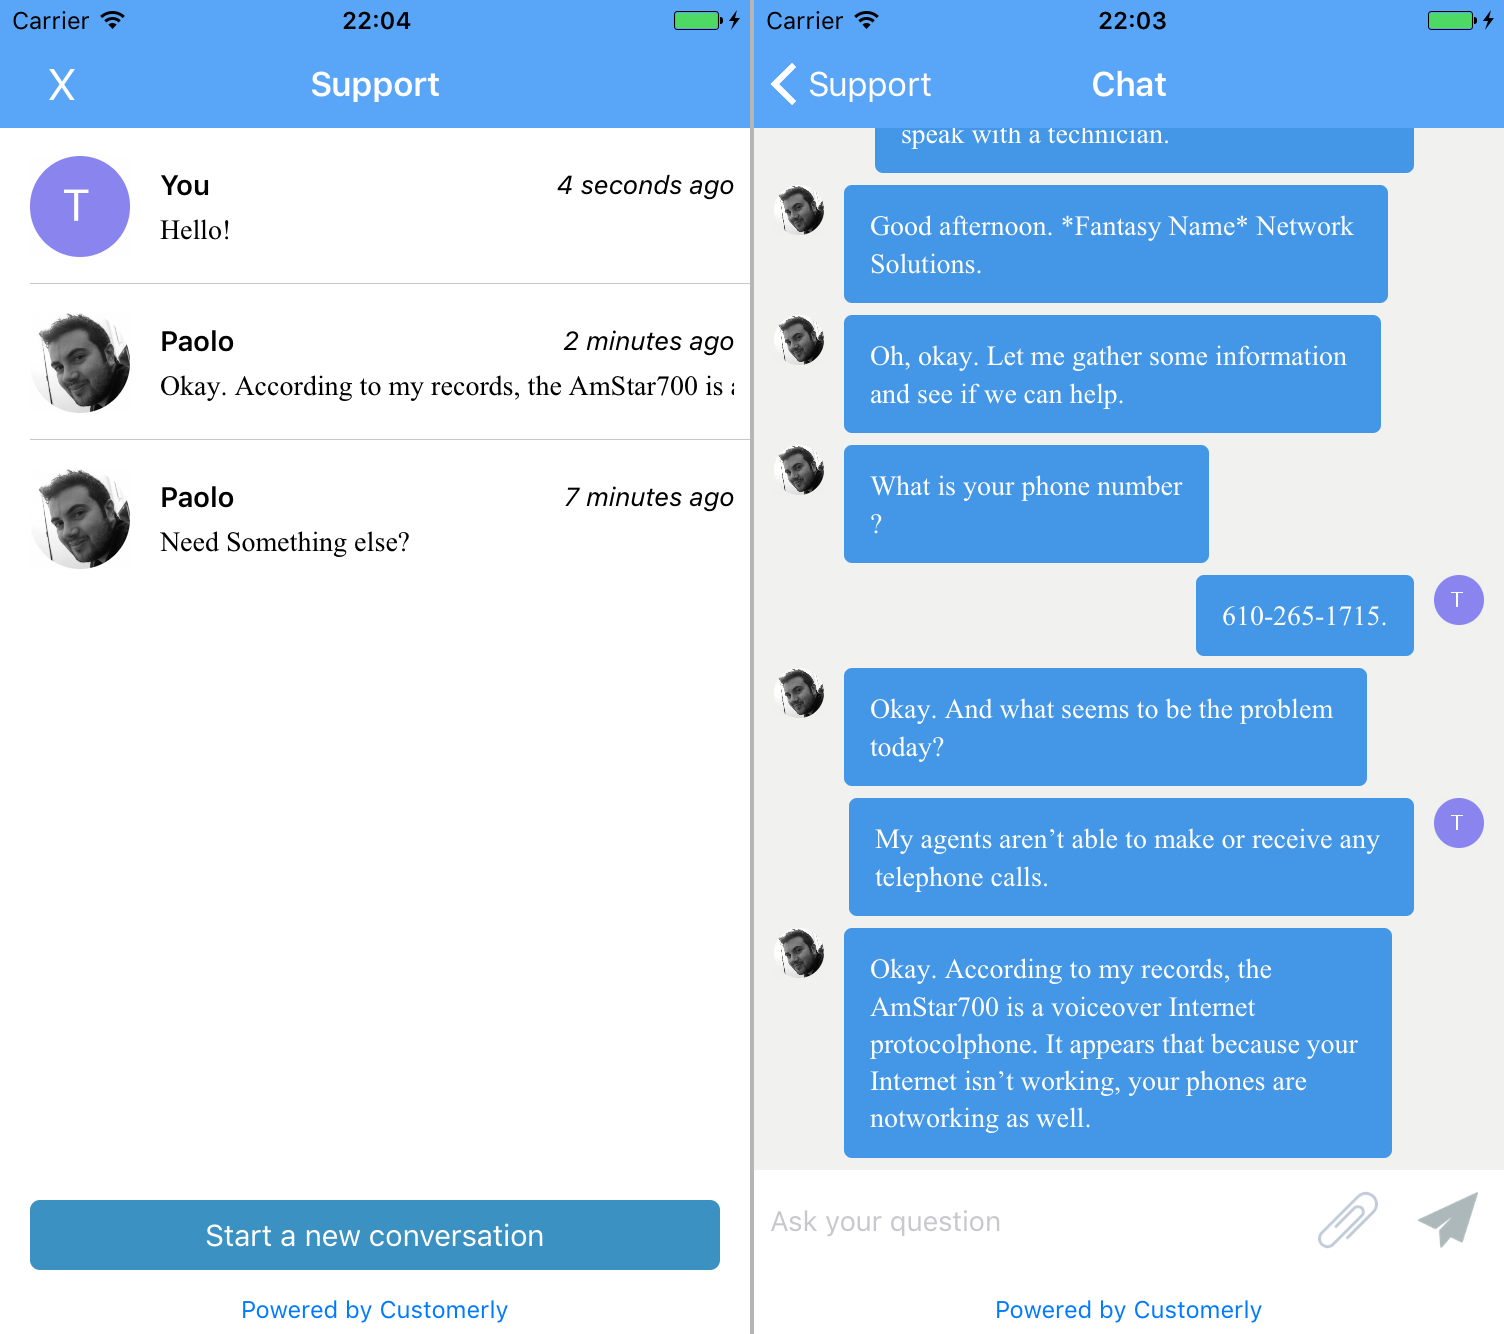 Carrier 22:04
X Support
T
You 4 seconds ago
Hello!
Paolo 2 minutes ago
Okay. According to my records, the AmStar700 is
Paolo 7 minutes ago
Need Something else?
Start a new conversation
Powered by Customerly
Carrier 22:03
Support Chat
speak with a technician.
Good afternoon. *Fantasy Name* Network
Solutions.
Oh, okay. Let me gather some information
and see if we can help.
What is your phone number
?
610-265-1715.
T
Okay. And what seems to be the problem
today?
My agents aren’t able to make or receive any
telephone calls.
T
Okay. According to my records, the
AmStar700 is a voiceover Internet
protocolphone. It appears that because your
Internet isn’t working, your phones are
notworking as well.
Ask your question
Powered by Customerly